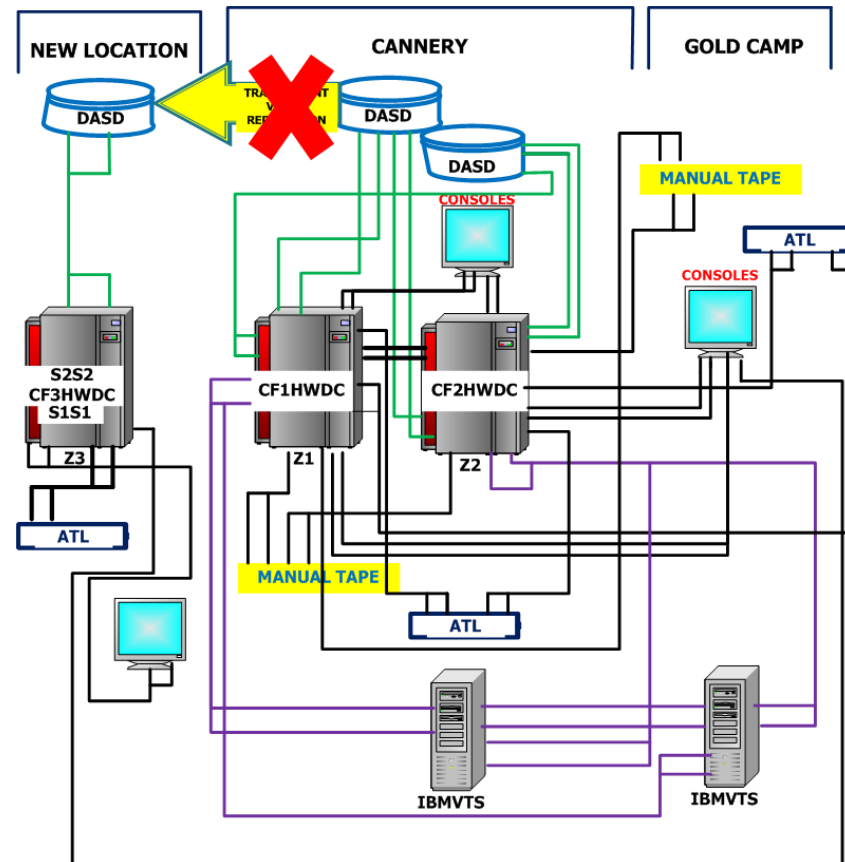 NEW LOCATION
CANNERY
GOLD CAMP
DASD
DASD
DASD
MANUAL TAPE
ATL
CONSOLES
CONSOLES
S2S2
CF3HWDC
S1S1
CF1HWDC
CF2HWDC
Z3
Z1
Z2
ATL
MANUAL TAPE
ATL
IBMVTS
IBMVTS